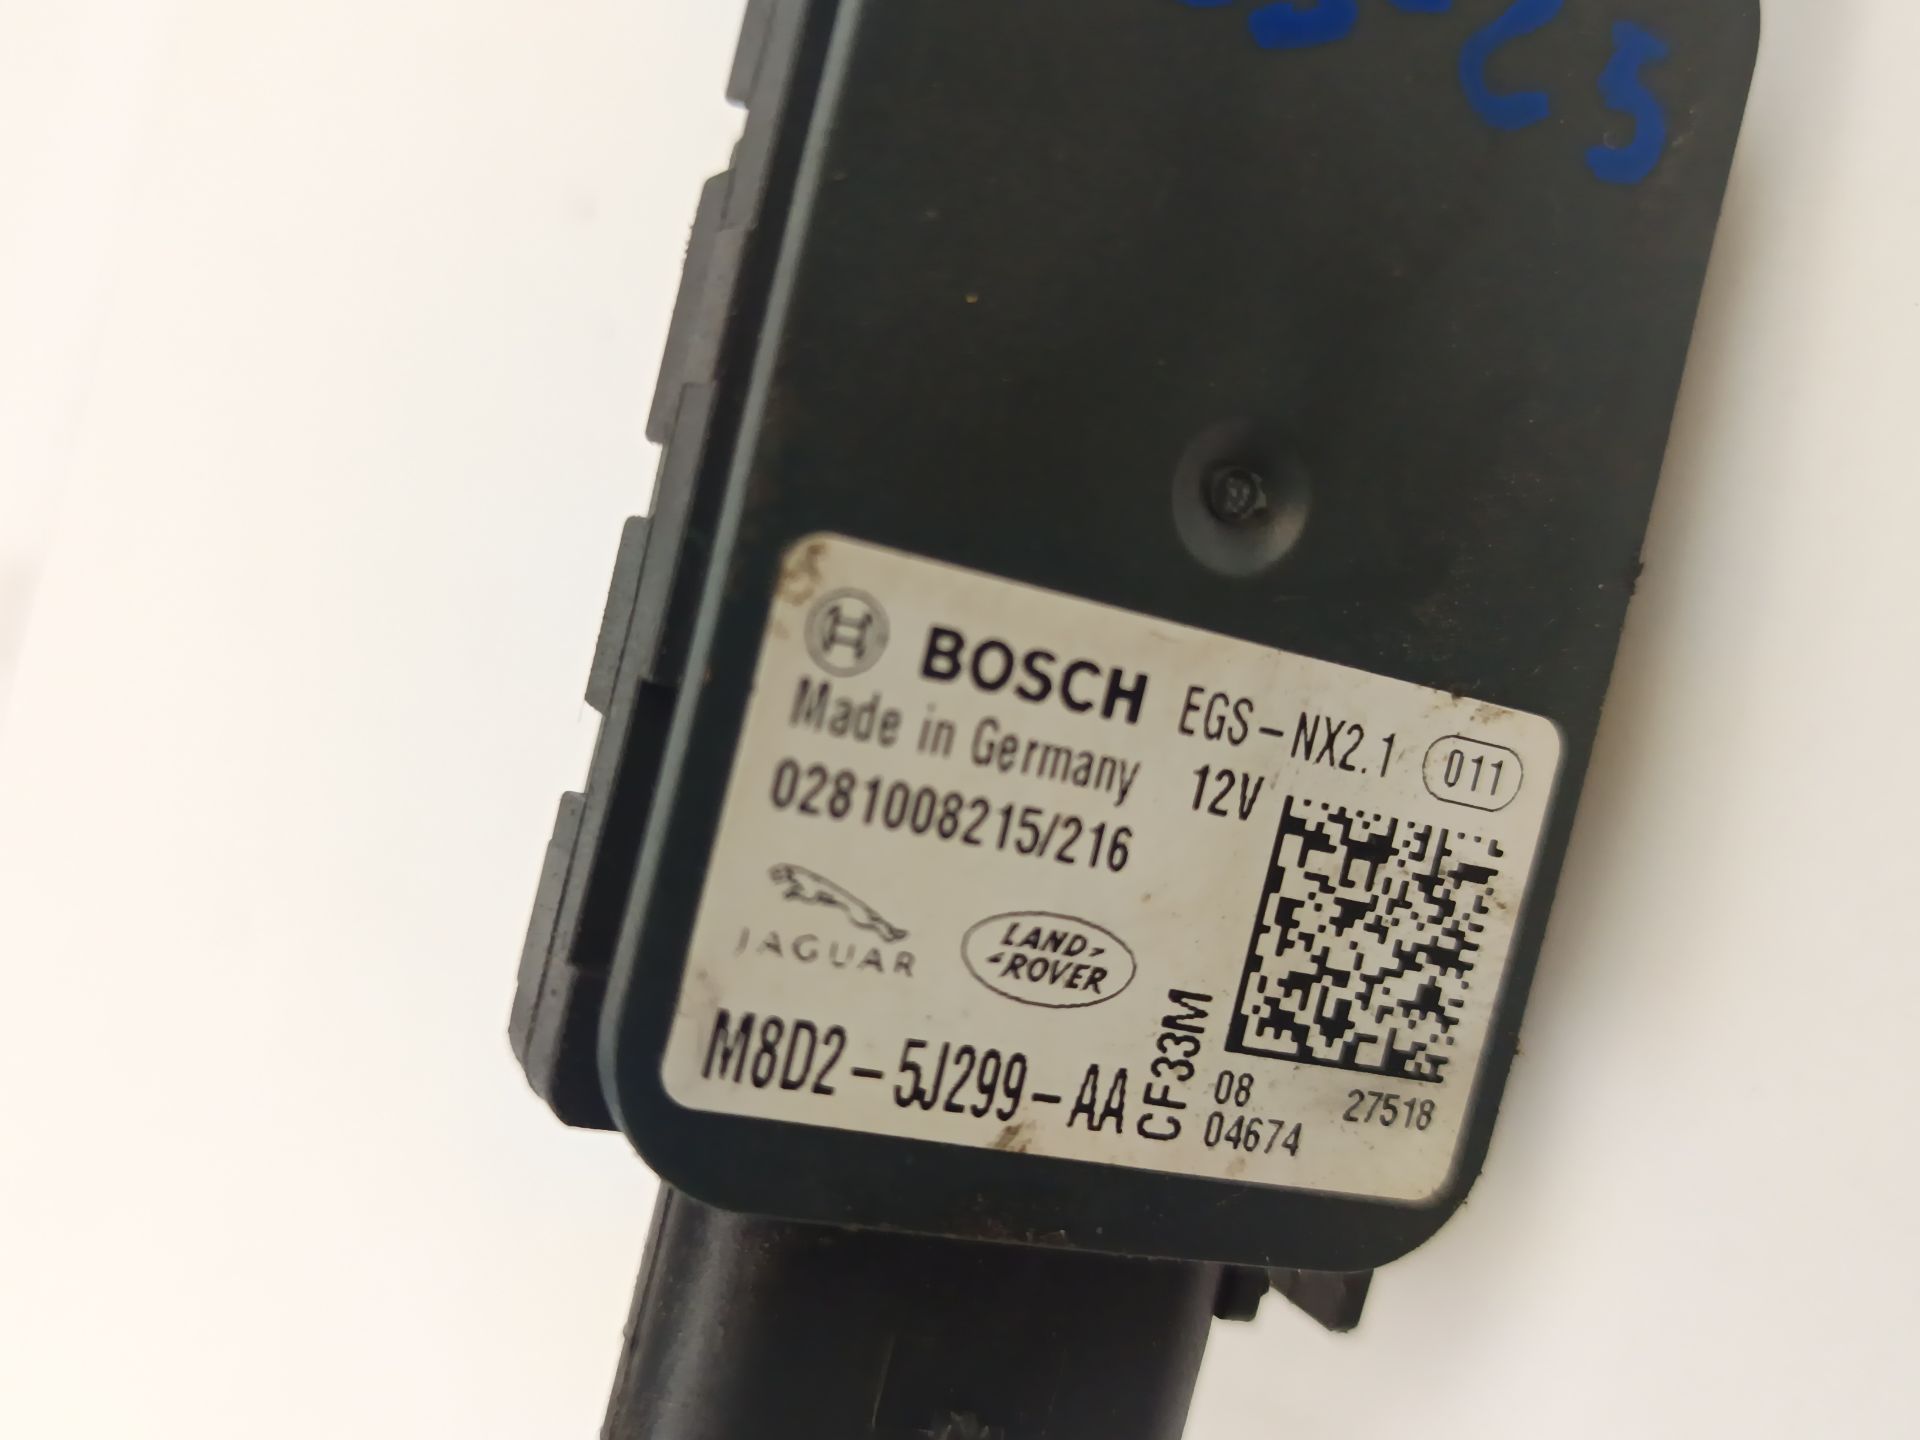 BOSCH EGS-NX2.1 011
Made in Germany 12V
0281008215/216
JAGUAR LAND-
-ROVER
M8D2-5J299-AA
CF33M
08 27518
04674